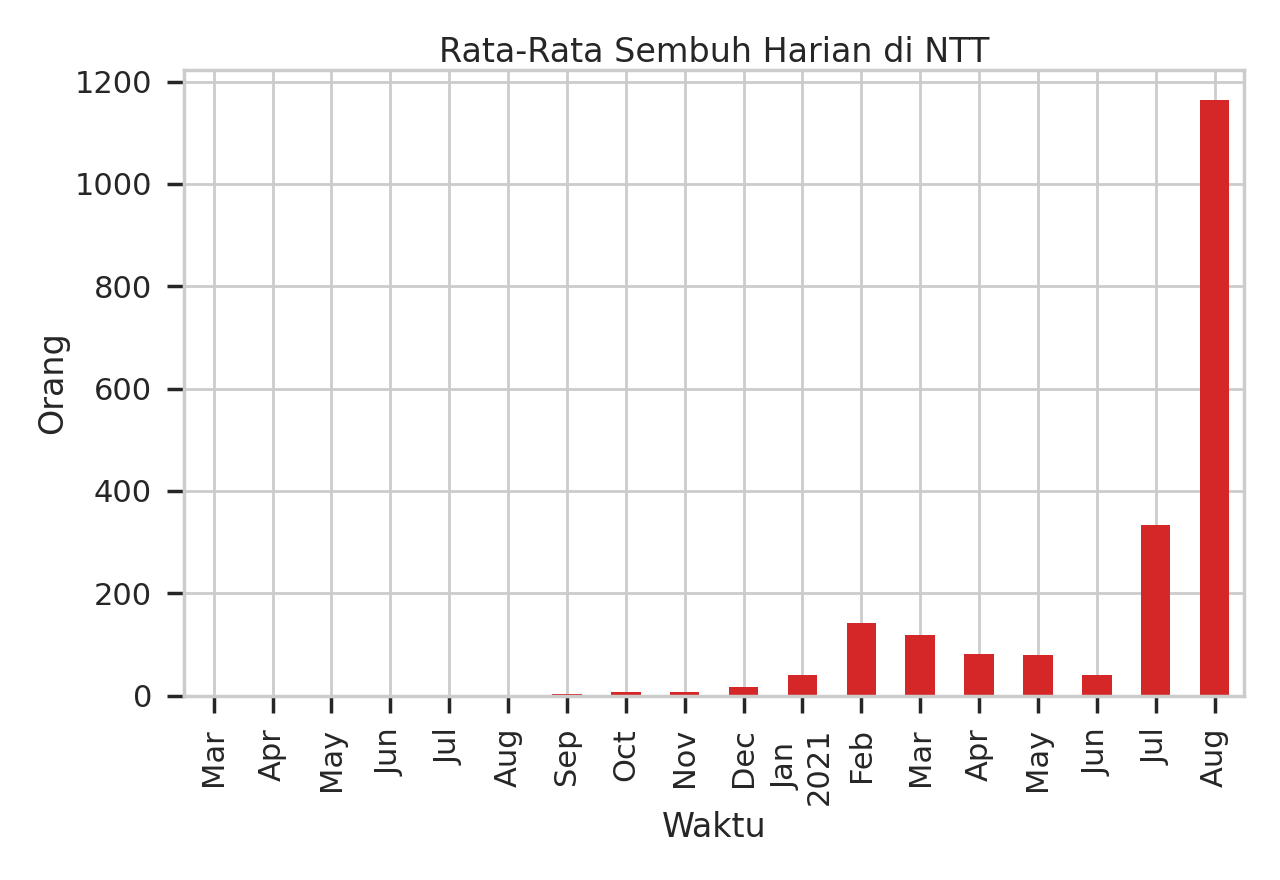 Rata-Rata Sembuh Harian di NTT
1200
1000
800
600
400
200
0
Orang
Mar
Apr
May
Jun
Jul
Aug
Sep
Oct
Nov
Dec
Jan
2021
Feb
Mar
Apr
May
Jun
Jul
Aug
Waktu